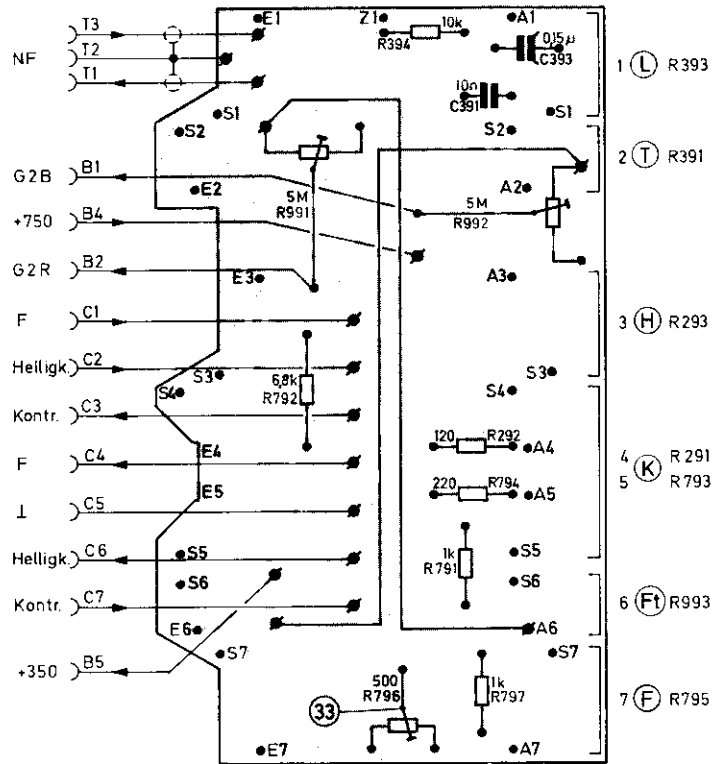 T3
NF T2
T1
G2B B1
+750 B4
G2R B2
F C1
Heiligk. C2
Kontr. C3
F C4
⊥ C5
Helligk. C6
Kontr. C7
+350 B5
E1
Z1
A1
10k
R394
0,15µ
C393
10n
C391
S1
S2
S1
S2
E2
5M
R991
A2
5M
R992
E3
A3
S3
S4
6,8k
R792
S3
S4
E4
E5
120 R292
A4
220 R794
A5
1k
R791
S5
S6
S5
S6
E6
A6
S7
S7
500
R796
33
1k
R797
E7
A7
1 L R393
2 T R391
3 H R293
4 R291
K
5 R793
6 Ft R993
7 F R795